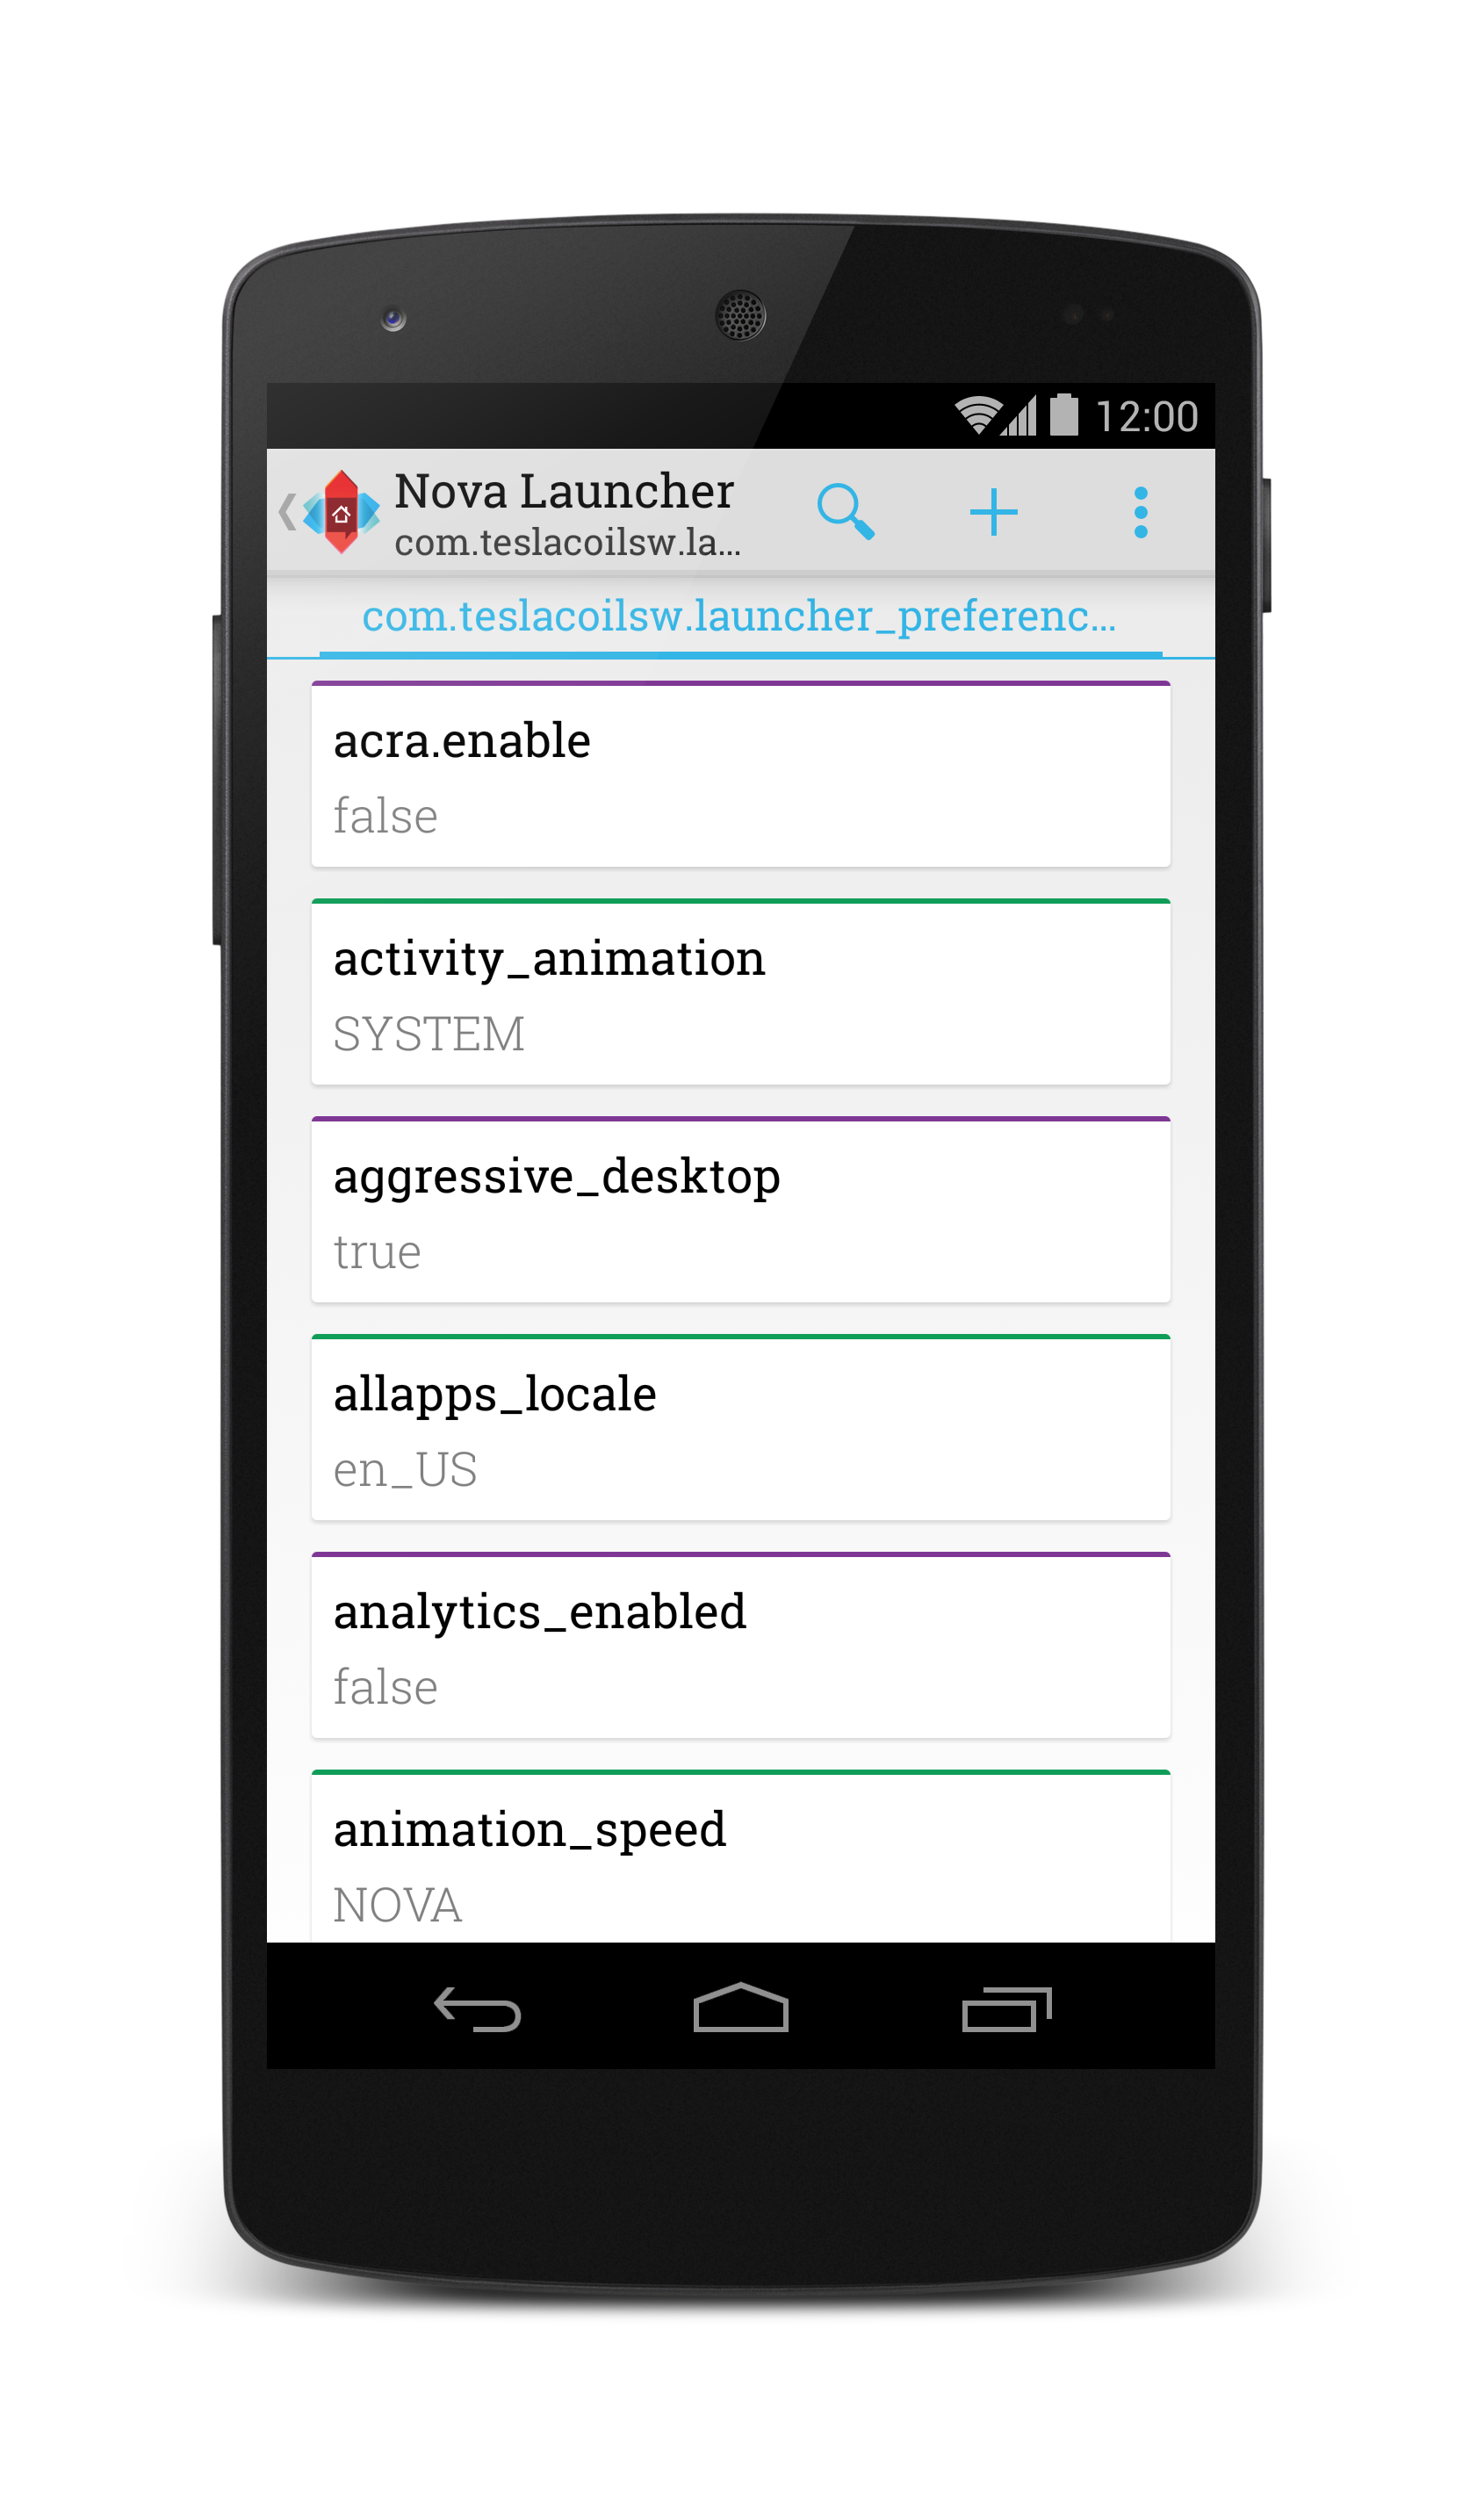 12:00
Nova Launcher
com.teslacoilsw.la...
com.teslacoilsw.launcher_preferenc...
acra.enable
false
activity_animation
SYSTEM
aggressive_desktop
true
allapps_locale
en_US
analytics_enabled
false
animation_speed
NOVA